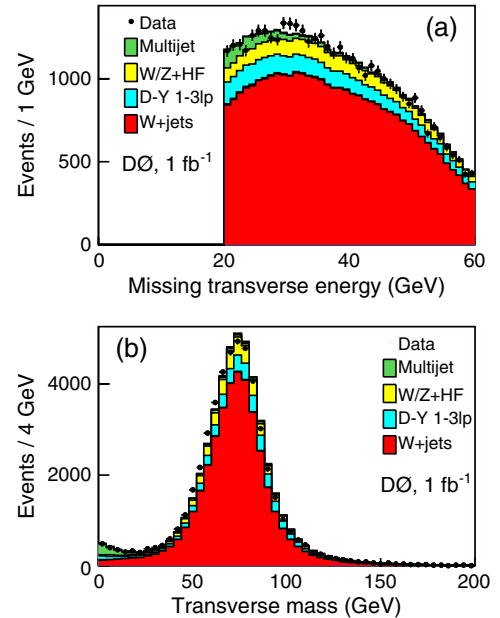 (a)
Data
Multijet
W/Z+HF
D-Y 1-3lp
W+jets
DØ, 1 fb⁻¹
Events / 1 GeV
1000
500
0
0 20 40 60
Missing transverse energy (GeV)
(b)
Data
Multijet
W/Z+HF
D-Y 1-3lp
W+jets
DØ, 1 fb⁻¹
Events / 4 GeV
4000
2000
0
0 50 100 150 200
Transverse mass (GeV)